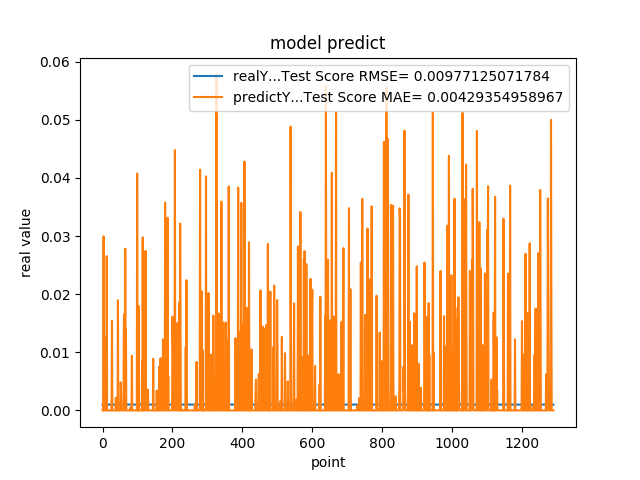 model predict
realY...Test Score RMSE= 0.00977125071784
predictY...Test Score MAE= 0.00429354958967
0.06
0.05
0.04
0.03
0.02
0.01
0.00
real value
0 200 400 600 800 1000 1200
point